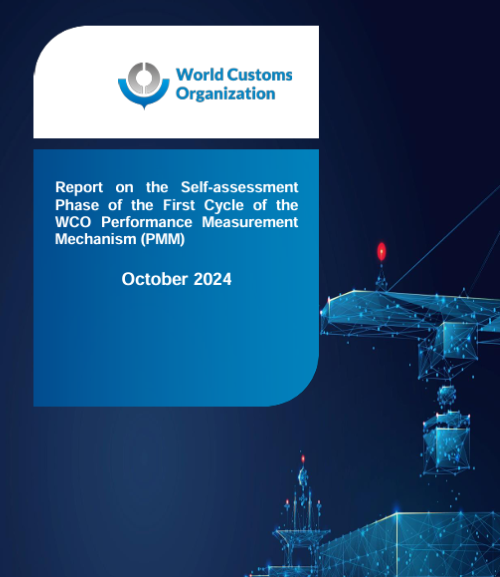 World Customs
Organization
Report on the Self-assessment
Phase of the First Cycle of the
WCO Performance Measurement
Mechanism (PMM)
October 2024